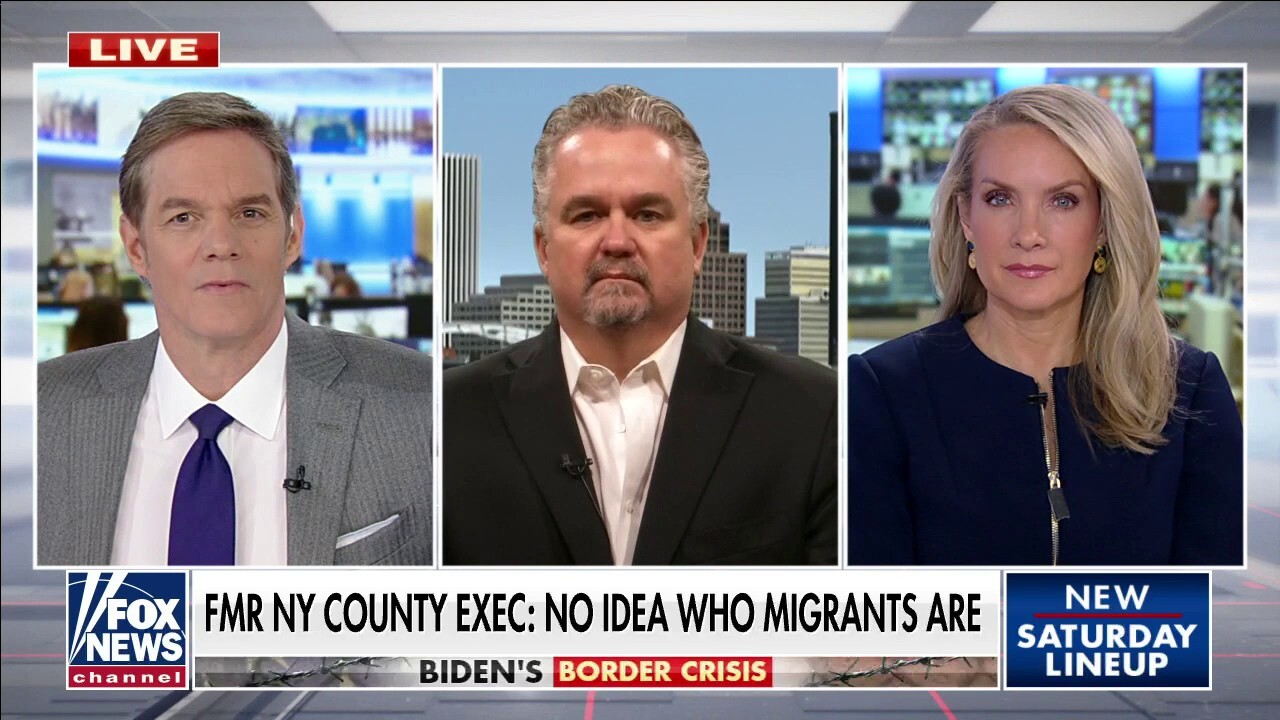 LIVE
FOX
NEWS
channel
FMR NY COUNTY EXEC: NO IDEA WHO MIGRANTS ARE
BIDEN'S BORDER CRISIS
NEW
SATURDAY
LINEUP